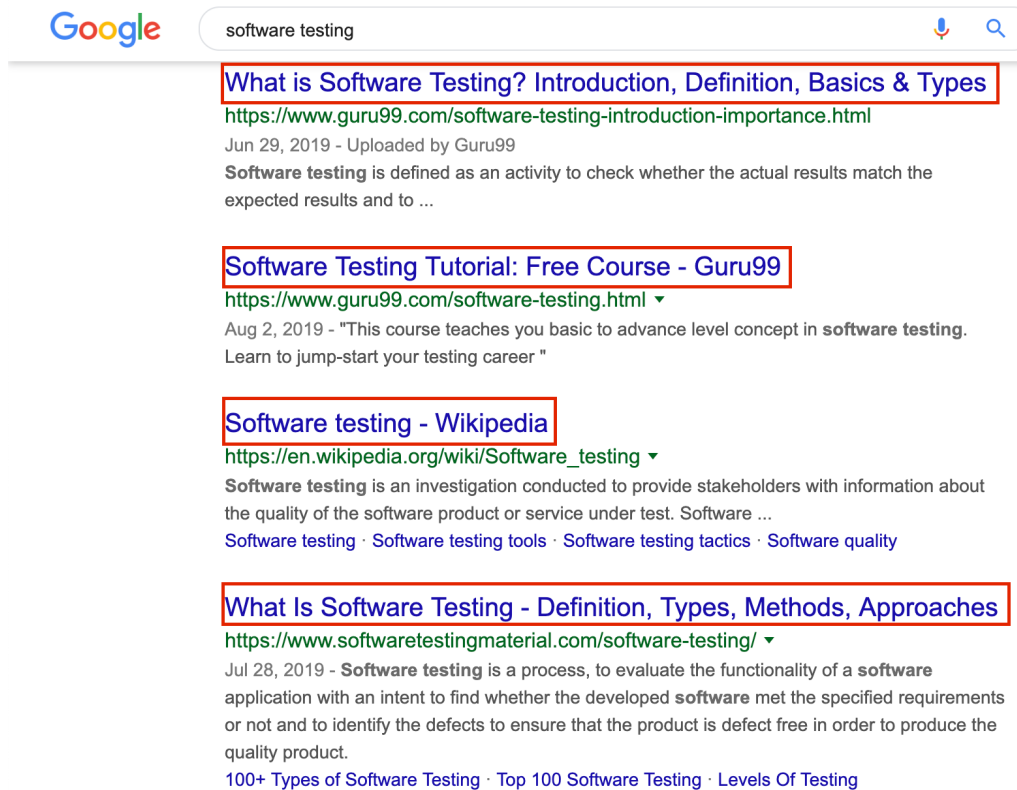 Google
software testing
What is Software Testing? Introduction, Definition, Basics & Types
https://www.guru99.com/software-testing-introduction-importance.html
Jun 29, 2019 - Uploaded by Guru99
Software testing is defined as an activity to check whether the actual results match the
expected results and to ...
Software Testing Tutorial: Free Course - Guru99
https://www.guru99.com/software-testing.html
Aug 2, 2019 - "This course teaches you basic to advance level concept in software testing.
Learn to jump-start your testing career "
Software testing - Wikipedia
https://en.wikipedia.org/wiki/Software_testing
Software testing is an investigation conducted to provide stakeholders with information about
the quality of the software product or service under test. Software ...
Software testing · Software testing tools · Software testing tactics · Software quality
What Is Software Testing - Definition, Types, Methods, Approaches
https://www.softwaretestingmaterial.com/software-testing/
Jul 28, 2019 - Software testing is a process, to evaluate the functionality of a software
application with an intent to find whether the developed software met the specified requirements
or not and to identify the defects to ensure that the product is defect free in order to produce the
quality product.
100+ Types of Software Testing · Top 100 Software Testing · Levels Of Testing